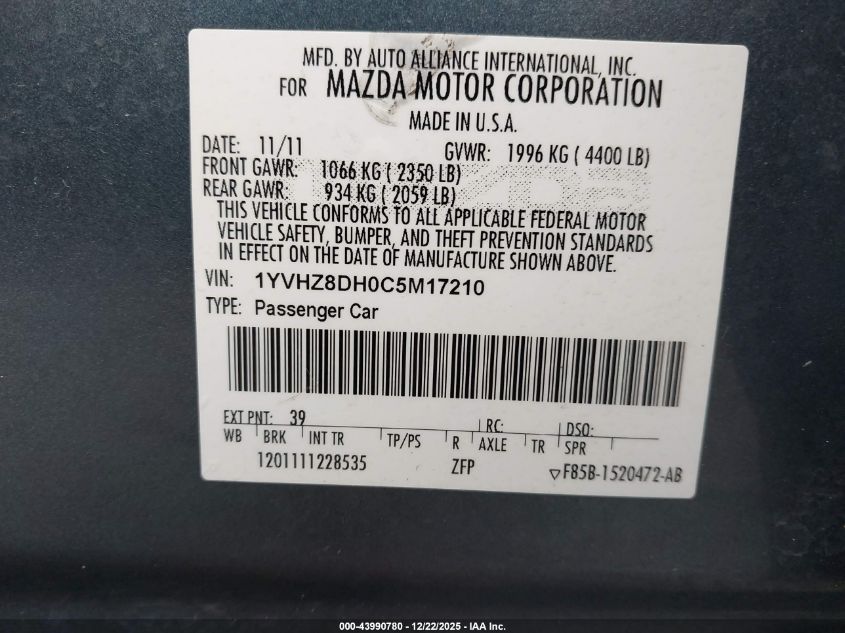 MFD. BY AUTO ALLIANCE INTERNATIONAL, INC.
FOR MAZDA MOTOR CORPORATION
MADE IN U.S.A.
DATE: 11/11 GVWR: 1996 KG ( 4400 LB)
FRONT GAWR: 1066 KG ( 2350 LB)
REAR GAWR: 934 KG ( 2059 LB)
THIS VEHICLE CONFORMS TO ALL APPLICABLE FEDERAL MOTOR
VEHICLE SAFETY, BUMPER, AND THEFT PREVENTION STANDARDS
IN EFFECT ON THE DATE OF MANUFACTURE SHOWN ABOVE.
VIN: 1YVHZ8DH0C5M17210
TYPE: Passenger Car
EXT PNT: 39 RC: DSO:
WB BRK INT TR TP/PS R AXLE TR SPR
1201111228535 ZFP ▽F85B-1520472-AB
000-43990780 - 12/22/2025 - IAA Inc.